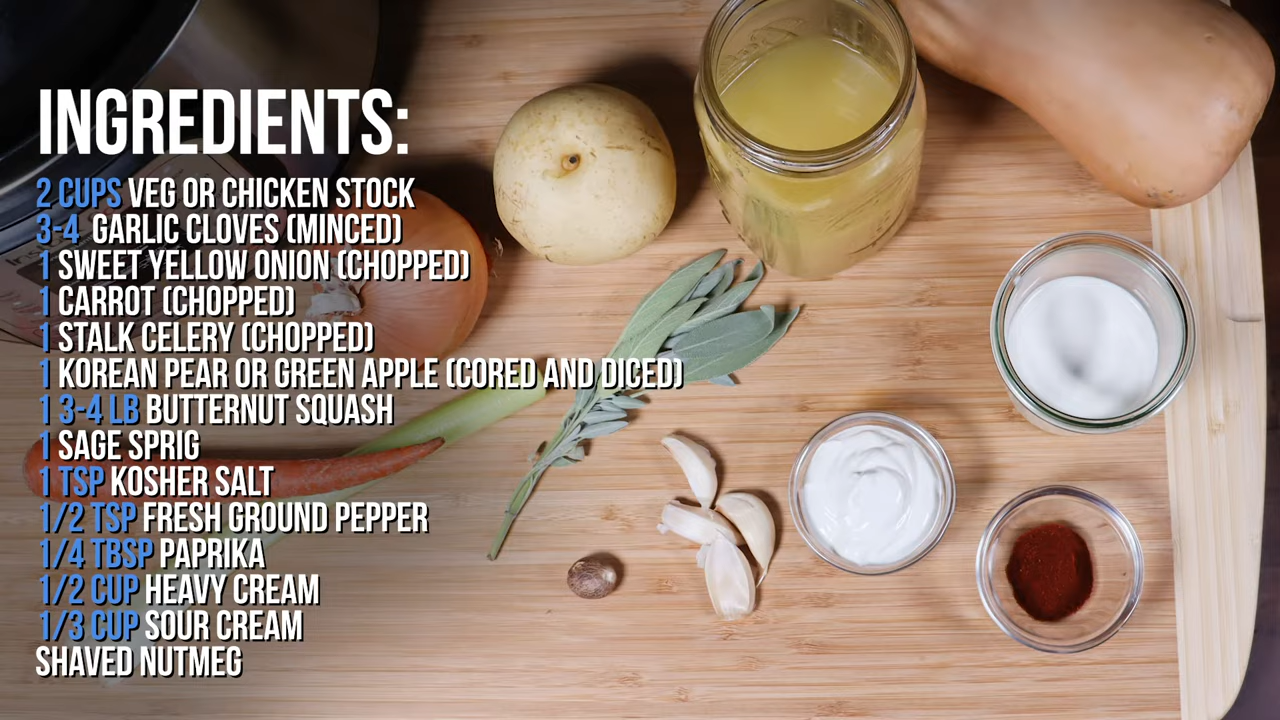 INGREDIENTS:
2 CUPS VEG OR CHICKEN STOCK
3-4 GARLIC CLOVES (MINCED)
1 SWEET YELLOW ONION (CHOPPED)
1 CARROT (CHOPPED)
1 STALK CELERY (CHOPPED)
1 KOREAN PEAR OR GREEN APPLE (CORED AND DICED)
1 3-4 LB BUTTERNUT SQUASH
1 SAGE SPRIG
1 TSP KOSHER SALT
1/2 TSP FRESH GROUND PEPPER
1/4 TBSP PAPRIKA
1/2 CUP HEAVY CREAM
1/3 CUP SOUR CREAM
SHAVED NUTMEG